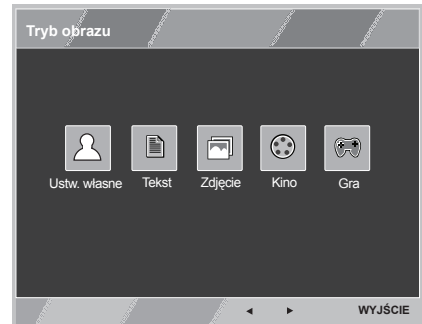 Tryb obrazu
Ustw. własne Tekst Zdjęcie Kino Gra
◄ ► WYJŚCIE